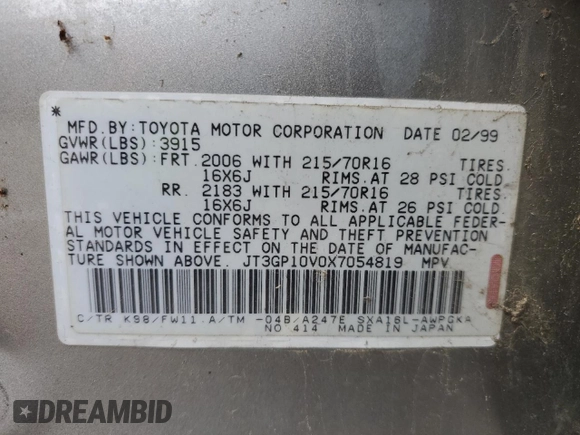 *
MFD. BY: TOYOTA MOTOR CORPORATION DATE 02/99
GVWR(LBS):3915
GAWR(LBS):FRT. 2006 WITH 215/70R16 TIRES.
16X6J RIMS. AT 28 PSI COLD
RR. 2183 WITH 215/70R16 TIRES.
16X6J RIMS. AT 26 PSI COLD
THIS VEHICLE CONFORMS TO ALL APPLICABLE FEDER-
AL MOTOR VEHICLE SAFETY AND THEFT PREVENTION
STANDARDS IN EFFECT ON THE DATE OF MANUFAC-
TURE SHOWN ABOVE. JT3GP10V0X7054819 MPV
C/TR K98/FW11 A/TM -04B/A247E SXA16L-AWPGKA
NO 414 MADE IN JAPAN
DREAMBID